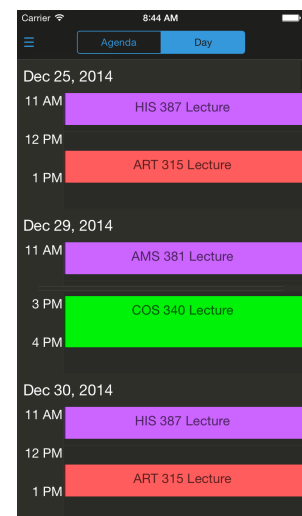 Carrier 8:44 AM
Agenda Day
Dec 25, 2014
11 AM HIS 387 Lecture
12 PM
ART 315 Lecture
1 PM
Dec 29, 2014
11 AM AMS 381 Lecture
3 PM COS 340 Lecture
4 PM
Dec 30, 2014
11 AM HIS 387 Lecture
12 PM
ART 315 Lecture
1 PM